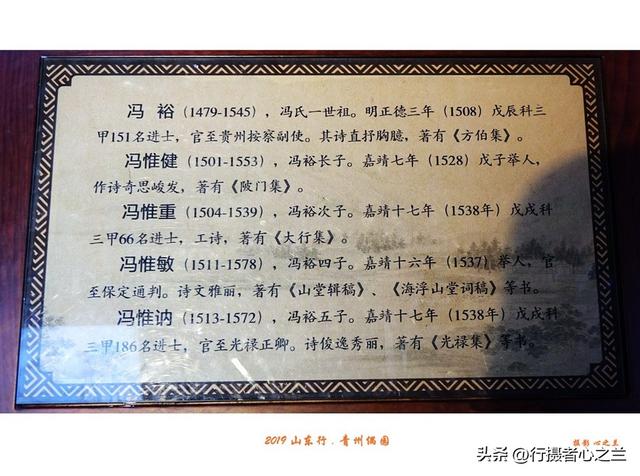 冯 裕（1479-1545），冯氏一世祖。明正德三年（1508）戊辰科三
甲151名进士，官至贵州按察副使。其诗直抒胸臆，著有《方伯集》。
冯惟健（1501-1553），冯裕长子。嘉靖七年（1528）戊子举人，
作诗奇思峻发，著有《陂门集》。
冯惟重（1504-1539），冯裕次子。嘉靖十七年（1538年）戊戌科
三甲66名进士，工诗，著有《大行集》。
冯惟敏（1511-1578），冯裕四子。嘉靖十六年（1537）举人，官
至保定通判。诗文雅丽，著有《山堂辑稿》、《海浮山堂词稿》等书。
冯惟讷（1513-1572），冯裕五子。嘉靖十七年（1538年）戊戌科
三甲186名进士，官至光禄正卿。诗俊逸秀丽，著有《光禄集》等书。
2019 山东行．青州偶园
摄影 心之兰
头条 @行摄者心之兰